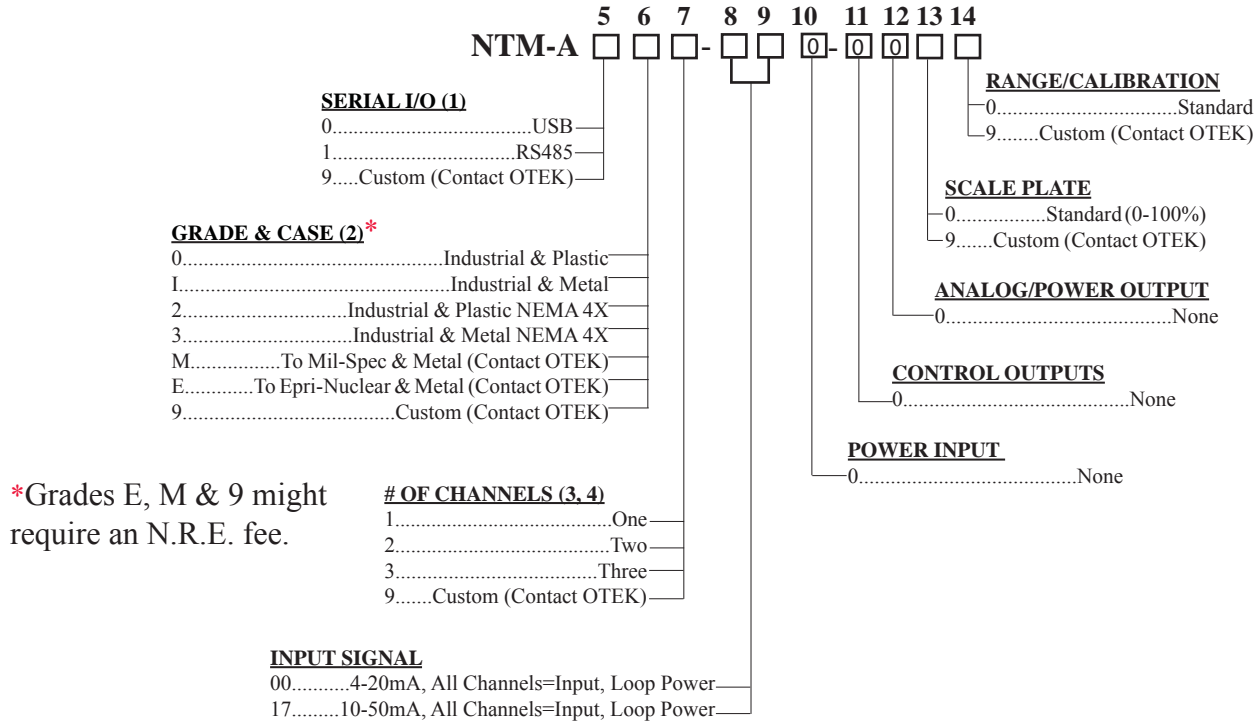 5 6 7 8 9 10 11 12 13 14
NTM-A - 0 - 0 0
SERIAL I/O (1)
0...................................USB
1.................................RS485
9.....Custom (Contact OTEK)
GRADE & CASE (2)*
0.............................................Industrial & Plastic
I...............................................Industrial & Metal
2............................Industrial & Plastic NEMA 4X
3.............................Industrial & Metal NEMA 4X
M.................To Mil-Spec & Metal (Contact OTEK)
E.............To Epri-Nuclear & Metal (Contact OTEK)
9.....................................Custom (Contact OTEK)
*Grades E, M & 9 might
require an N.R.E. fee.
# OF CHANNELS (3, 4)
1.......................................One
2.......................................Two
3.....................................Three
9.......Custom (Contact OTEK)
INPUT SIGNAL
00..........4-20mA, All Channels=Input, Loop Power
17.........10-50mA, All Channels=Input, Loop Power
RANGE/CALIBRATION
0................................Standard
9........Custom (Contact OTEK)
SCALE PLATE
0................Standard (0-100%)
9.......Custom (Contact OTEK)
ANALOG/POWER OUTPUT
0.........................................None
CONTROL OUTPUTS
0.......................................None
POWER INPUT
0.......................................None